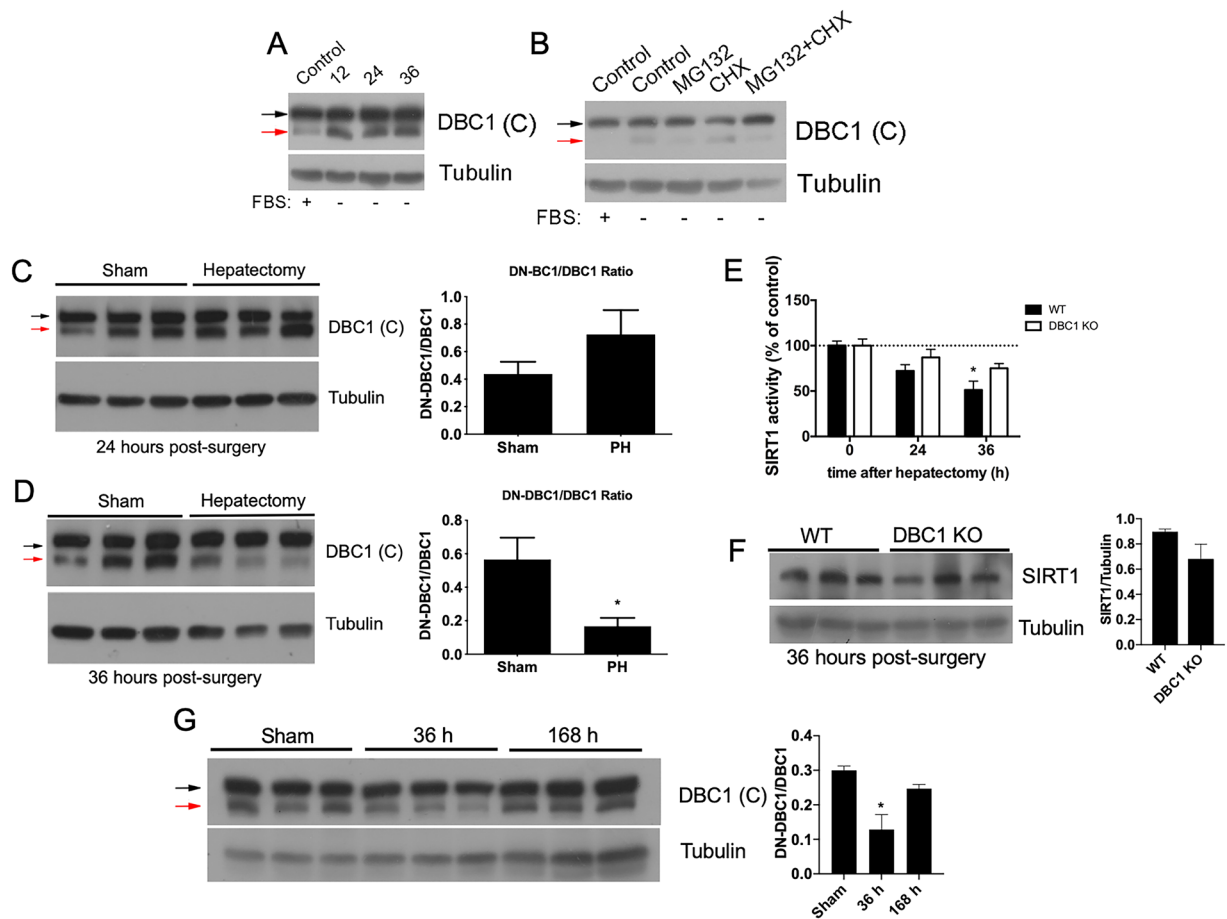 A
Control 12 24 36
DBC1 (C)
Tubulin
FBS: + - - -
B
Control Control MG132 CHX MG132+CHX
DBC1 (C)
Tubulin
FBS: + - - - -
C
Sham Hepatectomy
DBC1 (C)
Tubulin
24 hours post-surgery
DN-BC1/DBC1 Ratio
DN-DBC1/DBC1
1.0
0.8
0.6
0.4
0.2
0.0
Sham PH
E
SIRT1 activity (% of control)
150
100
50
0
WT
DBC1 KO
*
0 24 36
time after hepatectomy (h)
D
Sham Hepatectomy
DBC1 (C)
Tubulin
36 hours post-surgery
DN-DBC1/DBC1 Ratio
DN-DBC1/DBC1
0.8
0.6
0.4
0.2
0.0
*
Sham PH
F
WT DBC1 KO
SIRT1
Tubulin
36 hours post-surgery
SIRT1/Tubulin
1.0
0.8
0.6
0.4
0.2
0.0
WT DBC1 KO
G
Sham 36 h 168 h
DBC1 (C)
Tubulin
DN-DBC1/DBC1
0.4
0.3
0.2
0.1
0.0
*
Sham 36 h 168 h